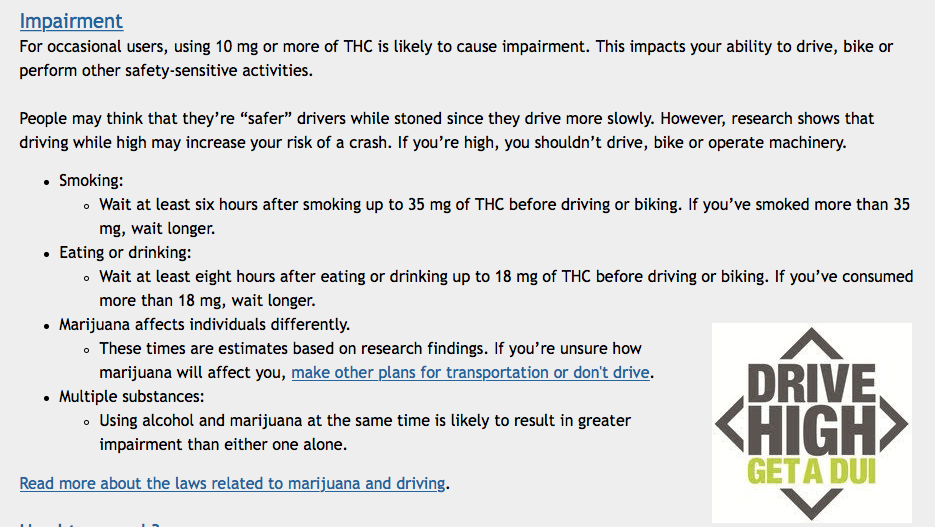 Impairment
For occasional users, using 10 mg or more of THC is likely to cause impairment. This impacts your ability to drive, bike or
perform other safety-sensitive activities.
People may think that they’re “safer” drivers while stoned since they drive more slowly. However, research shows that
driving while high may increase your risk of a crash. If you’re high, you shouldn’t drive, bike or operate machinery.
Smoking:
Wait at least six hours after smoking up to 35 mg of THC before driving or biking. If you’ve smoked more than 35
mg, wait longer.
Eating or drinking:
Wait at least eight hours after eating or drinking up to 18 mg of THC before driving or biking. If you’ve consumed
more than 18 mg, wait longer.
Marijuana affects individuals differently.
These times are estimates based on research findings. If you’re unsure how
marijuana will affect you, make other plans for transportation or don't drive.
Multiple substances:
Using alcohol and marijuana at the same time is likely to result in greater
impairment than either one alone.
DRIVE
HIGH
GET A DUI
Read more about the laws related to marijuana and driving.